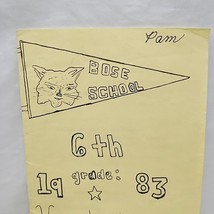 Pam
BOSE
SCHOOL
6th
grade:
19 83